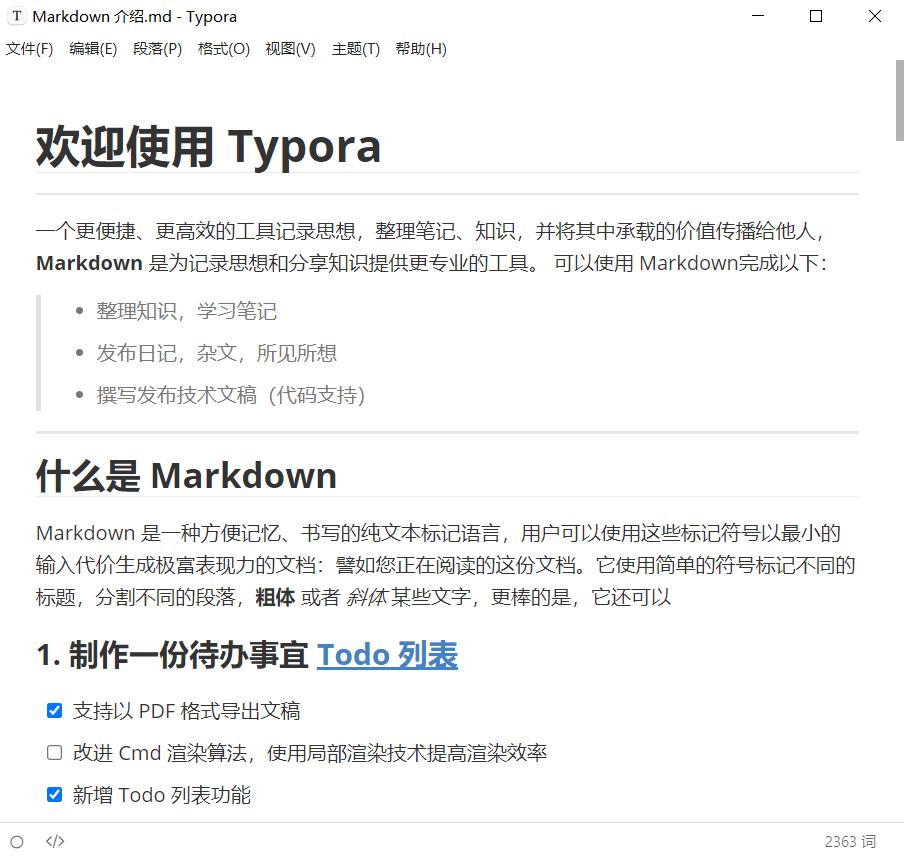 T Markdown 介绍.md - Typora
文件(F) 编辑(E) 段落(P) 格式(O) 视图(V) 主题(T) 帮助(H)
欢迎使用 Typora
一个更便捷、更高效的工具记录思想，整理笔记、知识，并将其中承载的价值传播给他人，
Markdown 是为记录思想和分享知识提供更专业的工具。 可以使用 Markdown完成以下：
• 整理知识，学习笔记
• 发布日记，杂文，所见所想
• 撰写发布技术文稿（代码支持）
什么是 Markdown
Markdown 是一种方便记忆、书写的纯文本标记语言，用户可以使用这些标记符号以最小的
输入代价生成极富表现力的文档：譬如您正在阅读的这份文档。它使用简单的符号标记不同的
标题，分割不同的段落，粗体 或者 斜体 某些文字，更棒的是，它还可以
1. 制作一份待办事宜 Todo 列表
支持以 PDF 格式导出文稿
改进 Cmd 渲染算法，使用局部渲染技术提高渲染效率
新增 Todo 列表功能
</> 2363 词